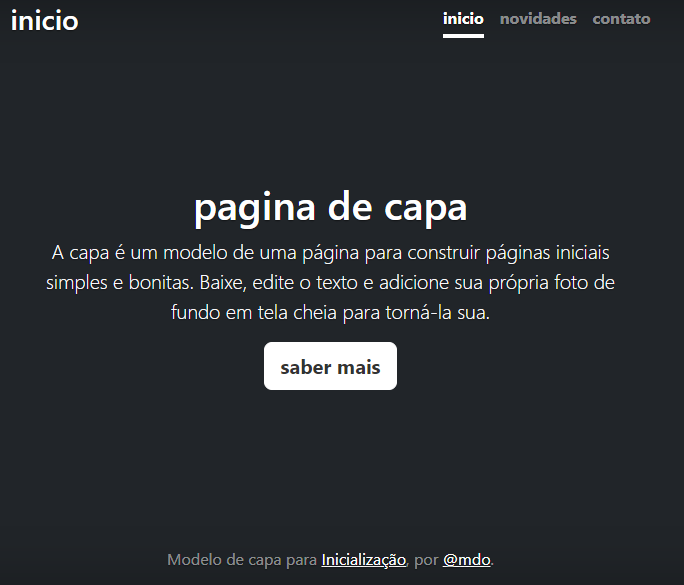 inicio
inicio novidades contato
pagina de capa
A capa é um modelo de uma página para construir páginas iniciais
simples e bonitas. Baixe, edite o texto e adicione sua própria foto de
fundo em tela cheia para torná-la sua.
saber mais
Modelo de capa para Inicialização, por @mdo.